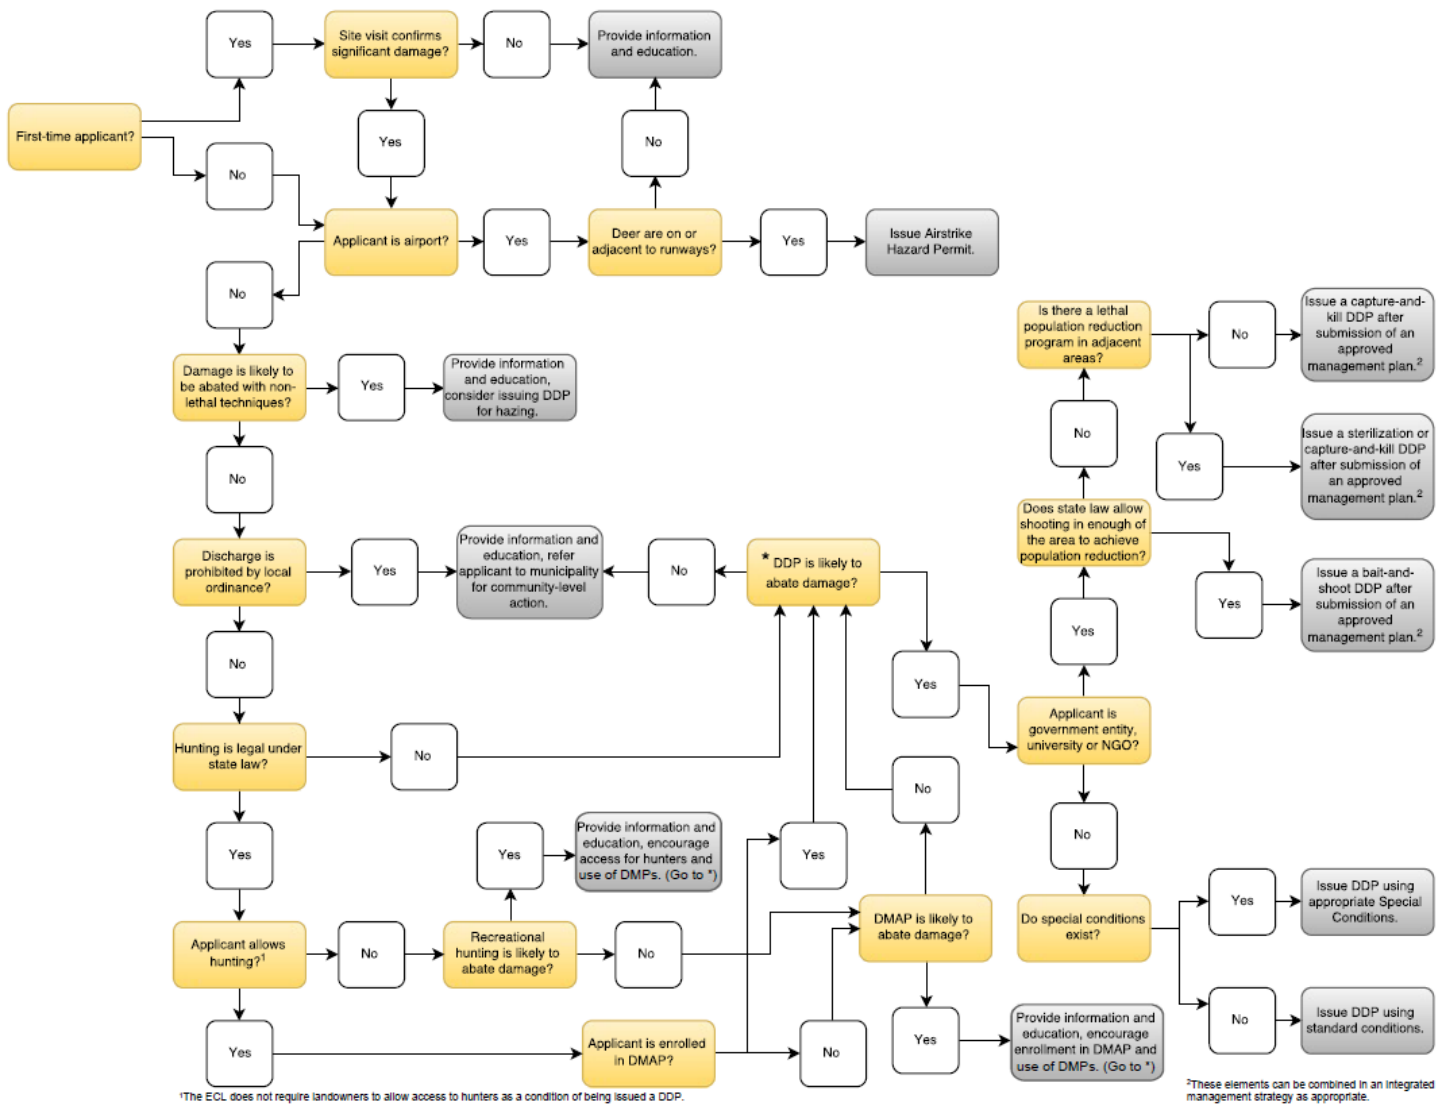 Yes
Site visit confirms
significant damage?
No
Provide information
and education.
First-time applicant?
Yes
No
No
Applicant is airport?
Yes
Deer are on or
adjacent to runways?
Yes
Issue Airstrike
Hazard Permit.
No
Damage is likely to
be abated with non-
lethal techniques?
Yes
Provide information
and education,
consider issuing DDP
for hazing.
Is there a lethal
population reduction
program in adjacent
areas?
No
Issue a capture-and-
kill DDP after
submission of an
approved
management plan.²
No
Yes
Issue a sterilization or
capture-and-kill DDP
after submission of
an approved
management plan.²
No
Discharge is
prohibited by local
ordinance?
Yes
Provide information and
education, refer
applicant to municipality
for community-level
action.
No
* DDP is likely to
abate damage?
Does state law allow
shooting in enough of
the area to achieve
population reduction?
Yes
Issue a bait-and-
shoot DDP after
submission of an
approved
management plan.²
No
Yes
Yes
Hunting is legal under
state law?
No
Applicant is
government entity,
university or NGO?
No
Yes
Yes
Provide information and
education, encourage
access for hunters and
use of DMPs. (Go to *)
Yes
No
Applicant allows
hunting?¹
No
Recreational
hunting is likely to
abate damage?
No
DMAP is likely to
abate damage?
Do special conditions
exist?
Yes
Issue DDP using
appropriate Special
Conditions.
Yes
Applicant is enrolled
in DMAP?
No
Yes
Provide information and
education, encourage
enrollment in DMAP and
use of DMPs. (Go to *)
No
Issue DDP using
standard conditions.
¹The ECL does not require landowners to allow access to hunters as a condition of being issued a DDP.
²These elements can be combined in an integrated
management strategy as appropriate.